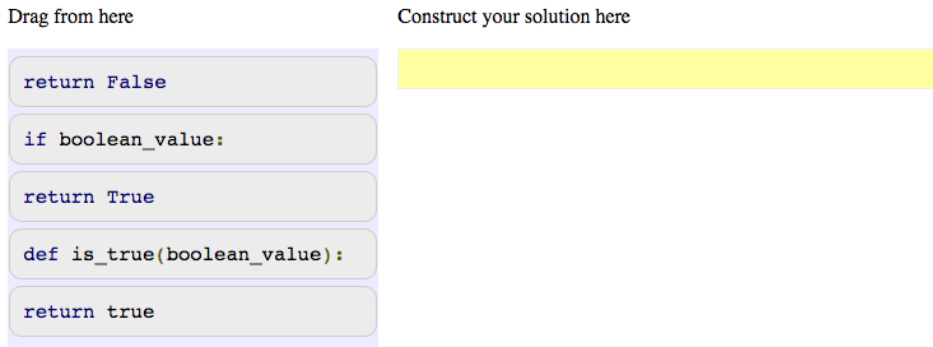 Drag from here
Construct your solution here
return False
if boolean_value:
return True
def is_true(boolean_value):
return true